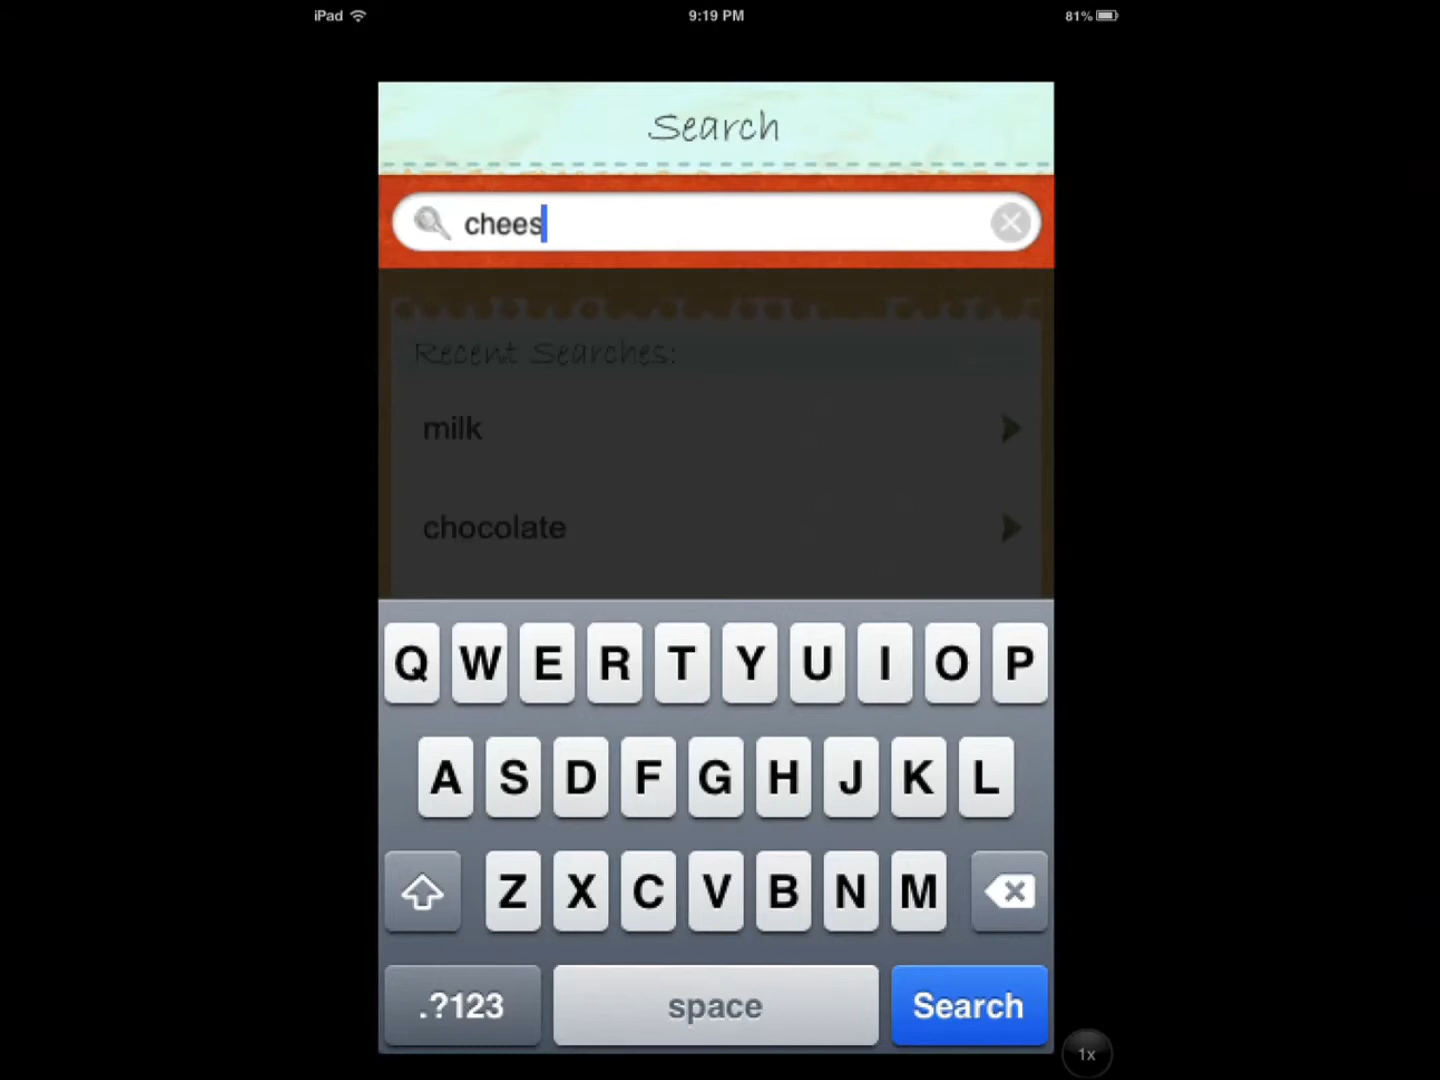 iPad 9:19 PM 81%
Search
chees
Recent Searches:
milk
chocolate
Q W E R T Y U I O P
A S D F G H J K L
Z X C V B N M
.?123 space Search
1x